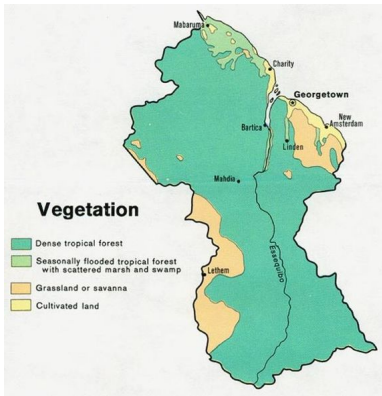 Mabaruma
Charity
Georgetown
New
Amsterdam
Bartica
Linden
Mahdia
Vegetation
Essequibo
Dense tropical forest
Seasonally flooded tropical forest
with scattered marsh and swamp
Lethem
Grassland or savanna
Cultivated land